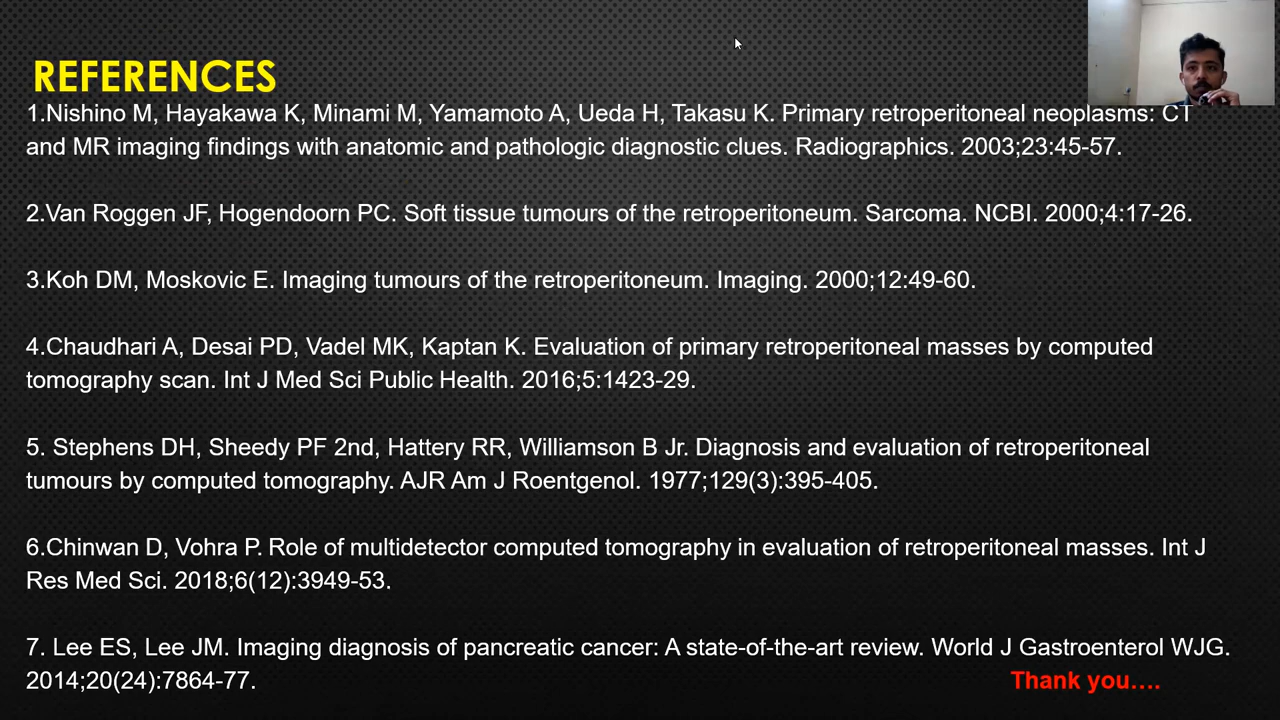 REFERENCES
1.Nishino M, Hayakawa K, Minami M, Yamamoto A, Ueda H, Takasu K. Primary retroperitoneal neoplasms: CT
and MR imaging findings with anatomic and pathologic diagnostic clues. Radiographics. 2003;23:45-57.
2.Van Roggen JF, Hogendoorn PC. Soft tissue tumours of the retroperitoneum. Sarcoma. NCBI. 2000;4:17-26.
3.Koh DM, Moskovic E. Imaging tumours of the retroperitoneum. Imaging. 2000;12:49-60.
4.Chaudhari A, Desai PD, Vadel MK, Kaptan K. Evaluation of primary retroperitoneal masses by computed
tomography scan. Int J Med Sci Public Health. 2016;5:1423-29.
5. Stephens DH, Sheedy PF 2nd, Hattery RR, Williamson B Jr. Diagnosis and evaluation of retroperitoneal
tumours by computed tomography. AJR Am J Roentgenol. 1977;129(3):395-405.
6.Chinwan D, Vohra P. Role of multidetector computed tomography in evaluation of retroperitoneal masses. Int J
Res Med Sci. 2018;6(12):3949-53.
7. Lee ES, Lee JM. Imaging diagnosis of pancreatic cancer: A state-of-the-art review. World J Gastroenterol WJG.
2014;20(24):7864-77.
Thank you….